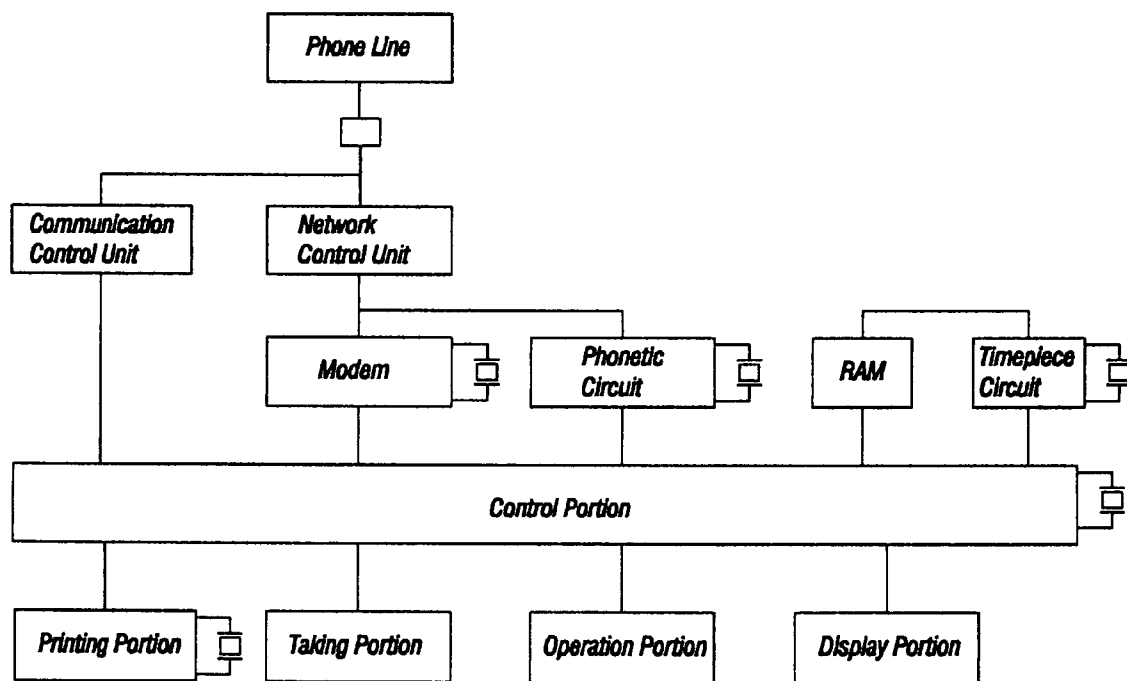 Phone Line
Communication
Control Unit
Network
Control Unit
Modem
Phonetic
Circuit
RAM
Timepiece
Circuit
Control Portion
Printing Portion
Taking Portion
Operation Portion
Display Portion